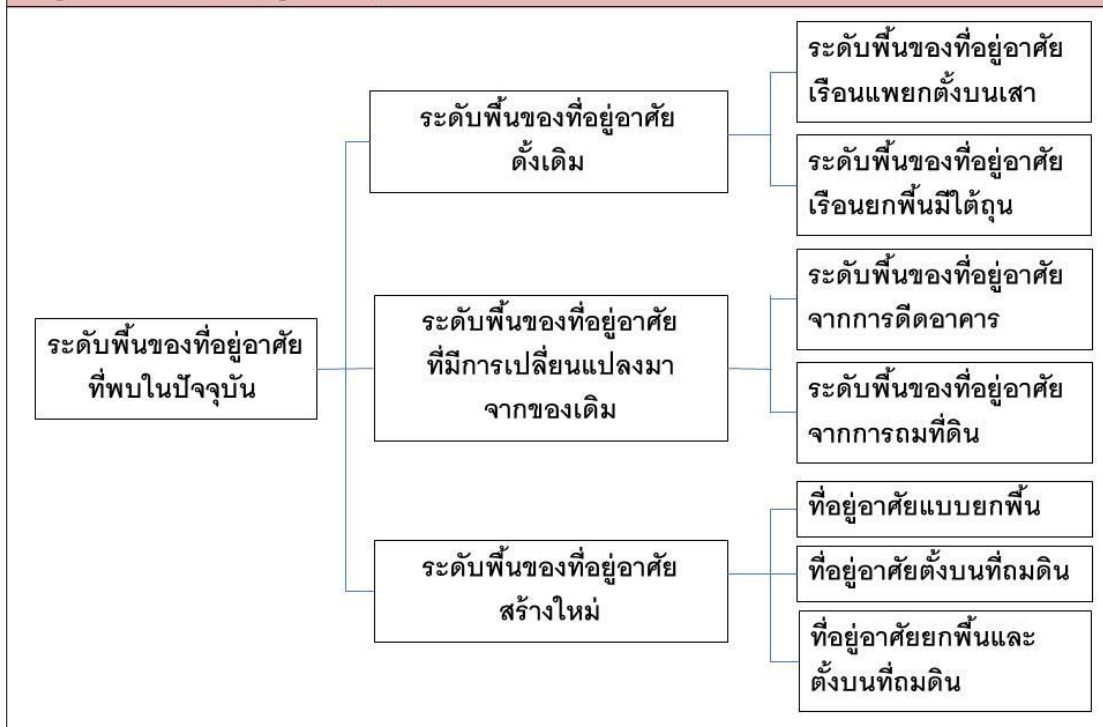 ระดับพื้นของที่อยู่อาศัย
ที่พบในปัจจุบัน
ระดับพื้นของที่อยู่อาศัย
ดั้งเดิม
ระดับพื้นของที่อยู่อาศัย
เรือนแพยกตั้งบนเสา
ระดับพื้นของที่อยู่อาศัย
เรือนยกพื้นมีใต้ถุน
ระดับพื้นของที่อยู่อาศัย
ที่มีการเปลี่ยนแปลงมา
จากของเดิม
ระดับพื้นของที่อยู่อาศัย
จากการดีดอาคาร
ระดับพื้นของที่อยู่อาศัย
จากการถมที่ดิน
ระดับพื้นของที่อยู่อาศัย
สร้างใหม่
ที่อยู่อาศัยแบบยกพื้น
ที่อยู่อาศัยตั้งบนที่ถมดิน
ที่อยู่อาศัยยกพื้นและ
ตั้งบนที่ถมดิน